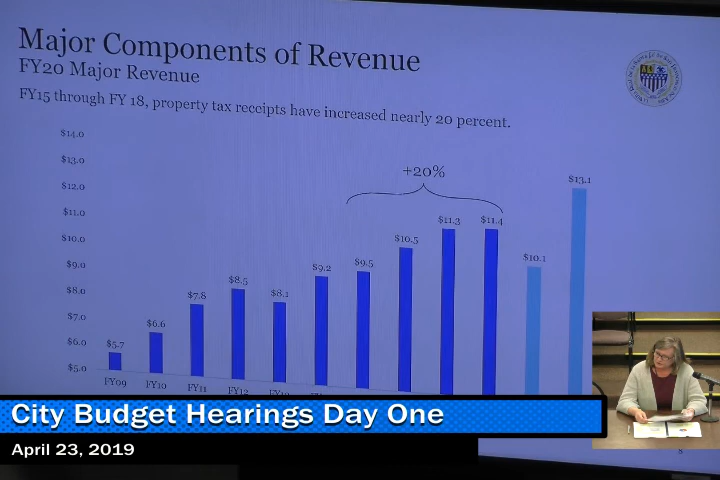 Major Components of Revenue
FY20 Major Revenue
FY15 through FY 18, property tax receipts have increased nearly 20 percent.
$14.0
$13.0
$12.0
$11.0
$10.0
$9.0
$8.0
$7.0
$6.0
$5.0
+20%
$5.7
$6.6
$7.8
$8.5
$8.1
$9.2
$9.5
$10.5
$11.3
$11.4
$10.1
$13.1
FY09
FY10
FY11
FY12
City Budget Hearings Day One
April 23, 2019
8